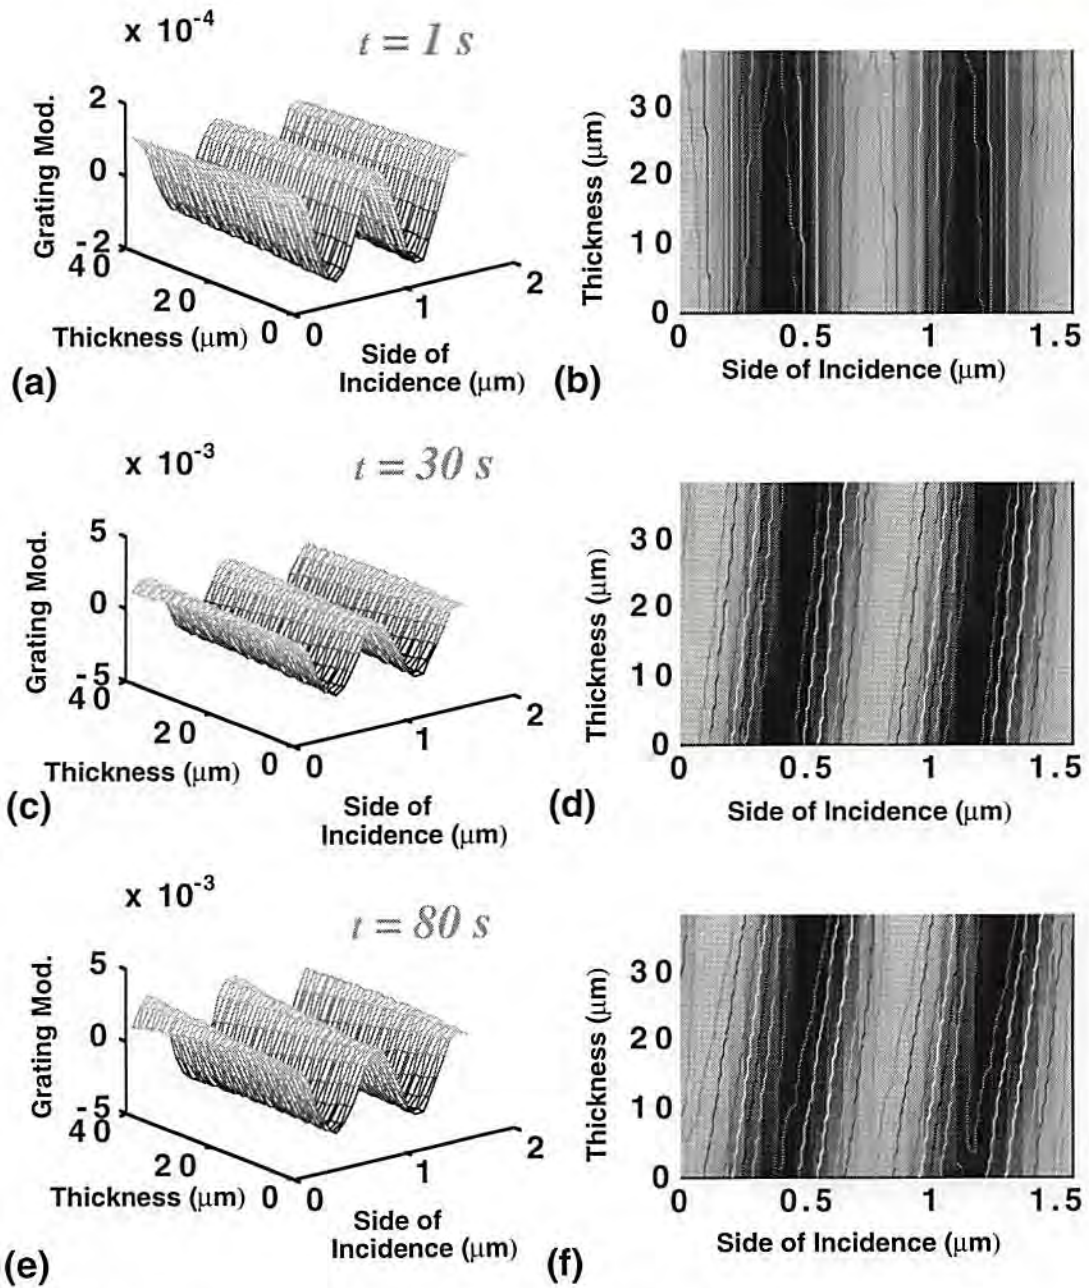 x 10-4
t = 1 s
Grating Mod.
2
0
-2
40
20
0
Thickness (μm)
0
1
2
Side of
Incidence (μm)
(a)
Thickness (μm)
30
20
10
0
0
0.5
1
1.5
Side of Incidence (μm)
(b)
x 10-3
t = 30 s
Grating Mod.
5
0
-5
40
20
0
Thickness (μm)
0
1
2
Side of
Incidence (μm)
(c)
Thickness (μm)
30
20
10
0
0
0.5
1
1.5
Side of Incidence (μm)
(d)
x 10-3
t = 80 s
Grating Mod.
5
0
-5
40
20
0
Thickness (μm)
0
1
2
Side of
Incidence (μm)
(e)
Thickness (μm)
30
20
10
0
0
0.5
1
1.5
Side of Incidence (μm)
(f)